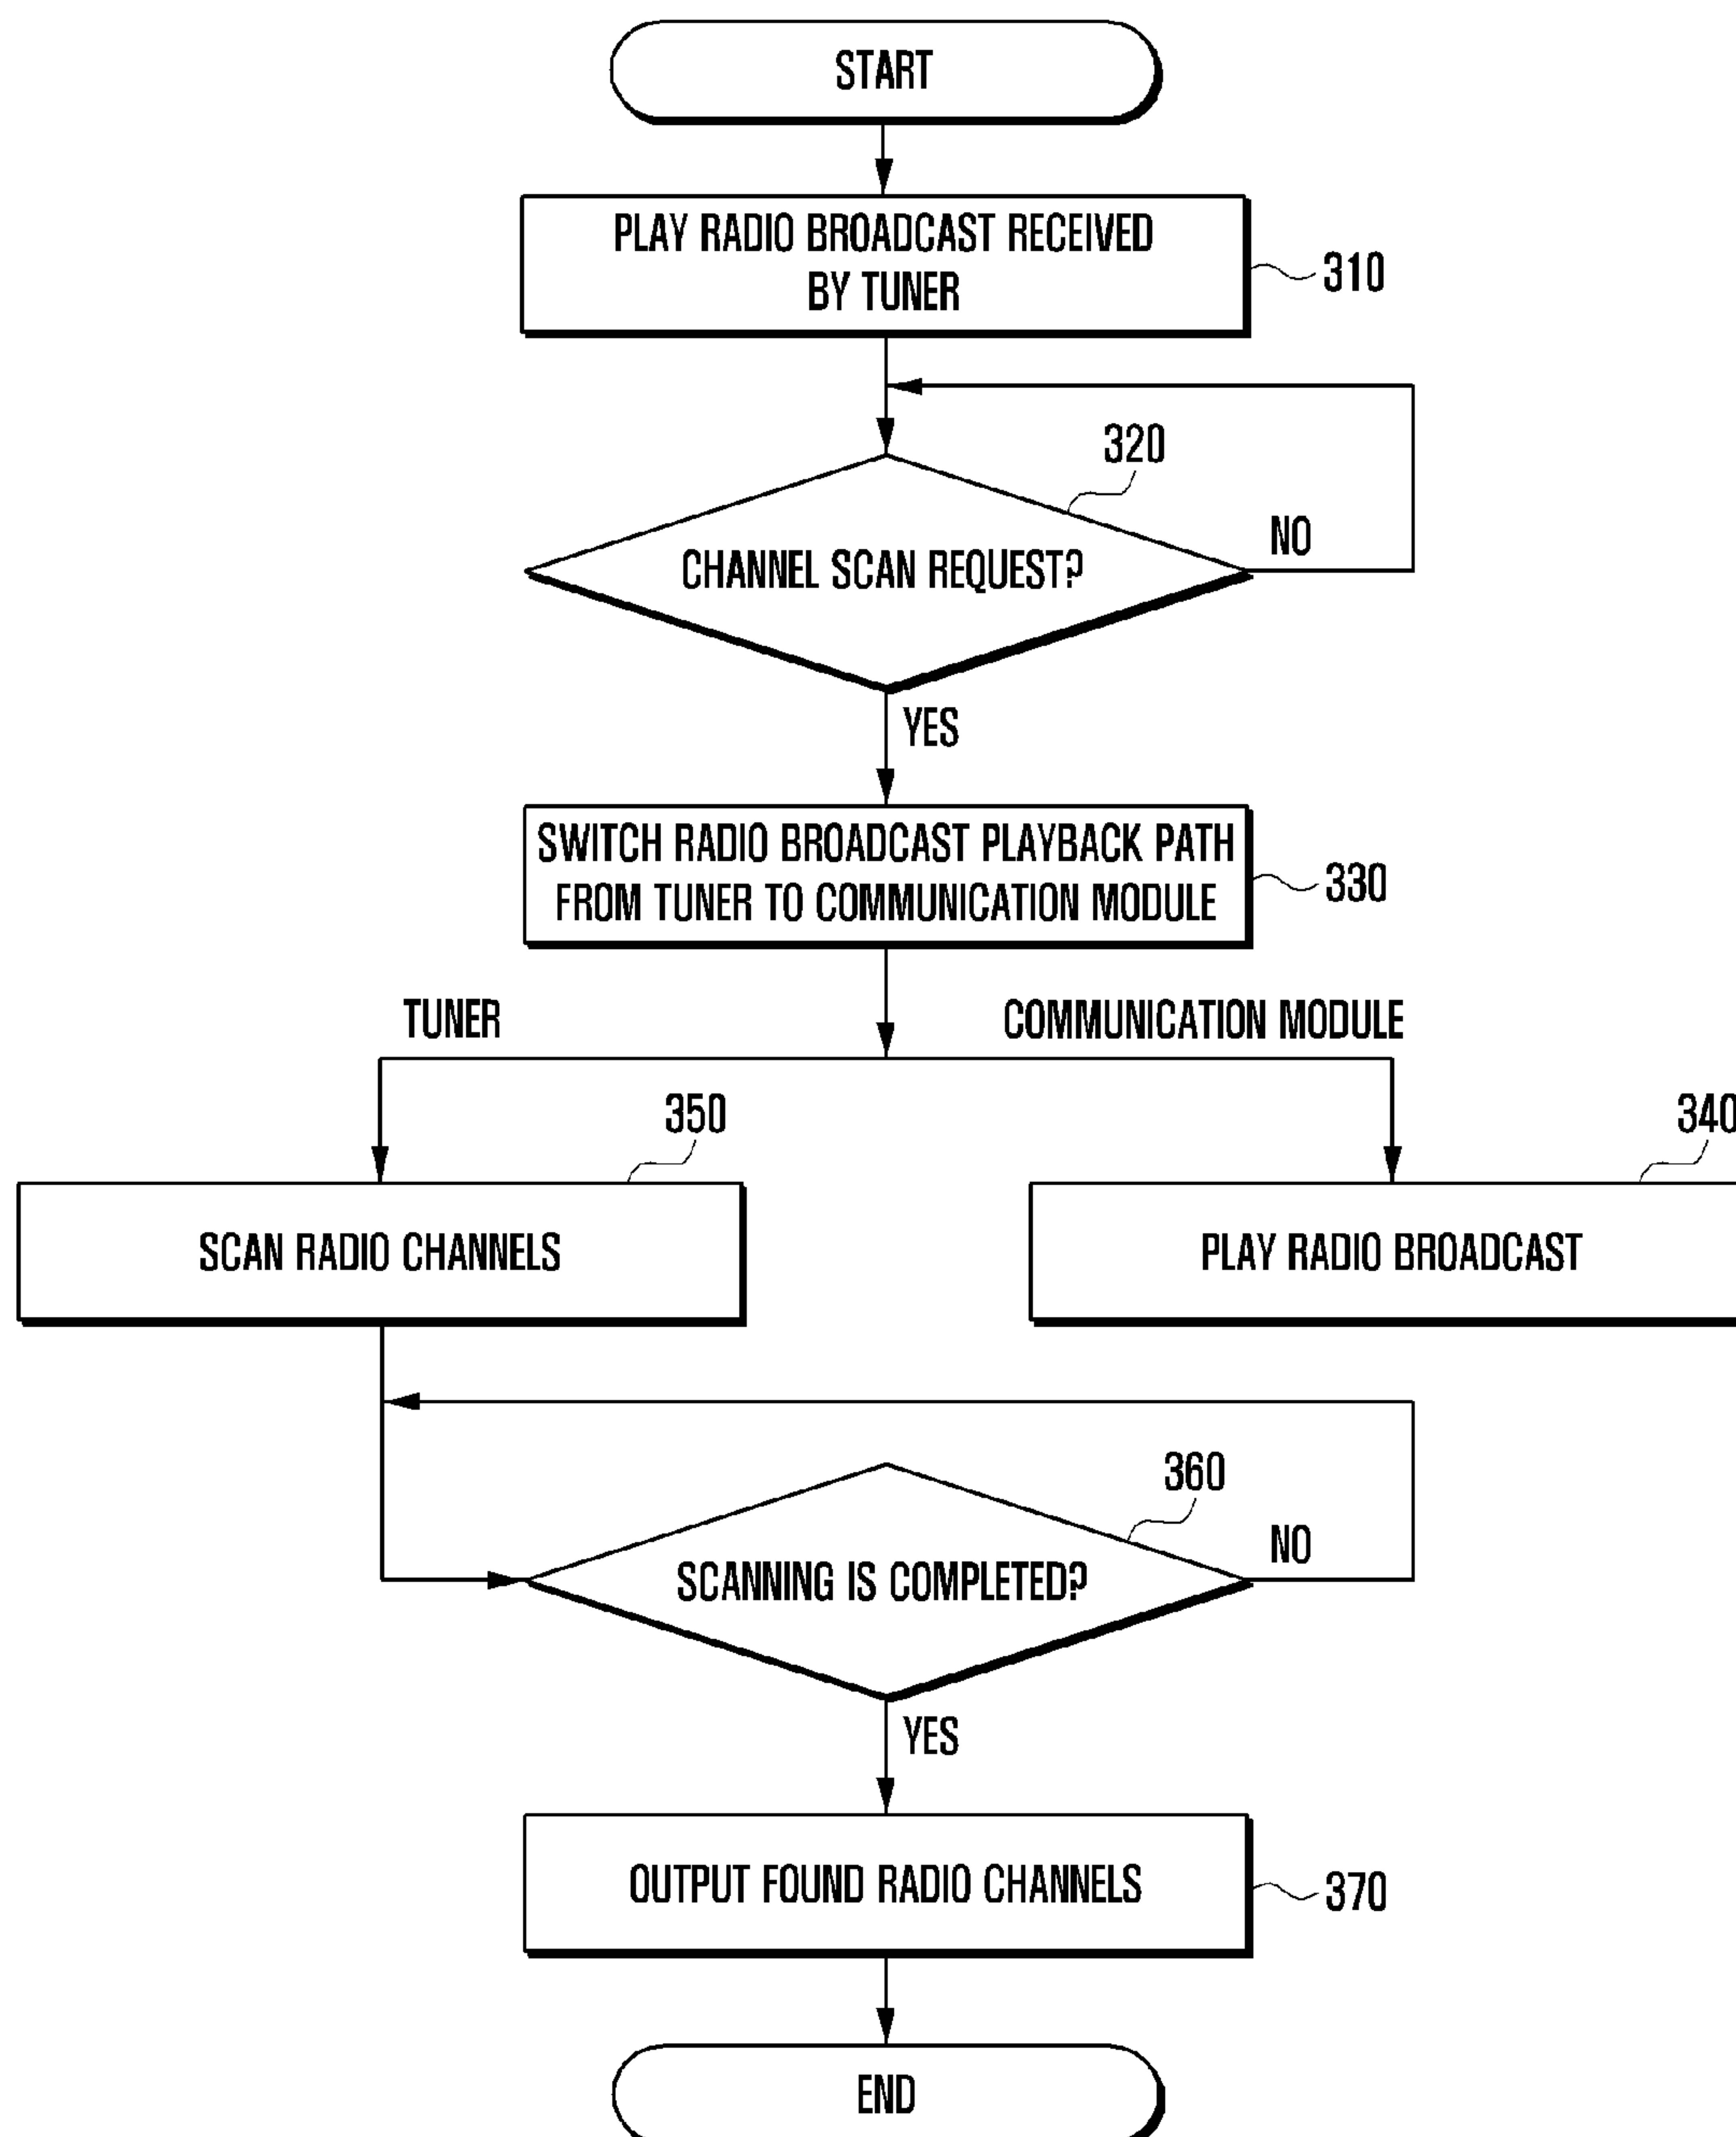 START
PLAY RADIO BROADCAST RECEIVED
BY TUNER
310
320
CHANNEL SCAN REQUEST?
NO
YES
SWITCH RADIO BROADCAST PLAYBACK PATH
FROM TUNER TO COMMUNICATION MODULE
330
TUNER
COMMUNICATION MODULE
350
340
SCAN RADIO CHANNELS
PLAY RADIO BROADCAST
360
NO
SCANNING IS COMPLETED?
YES
OUTPUT FOUND RADIO CHANNELS
370
END